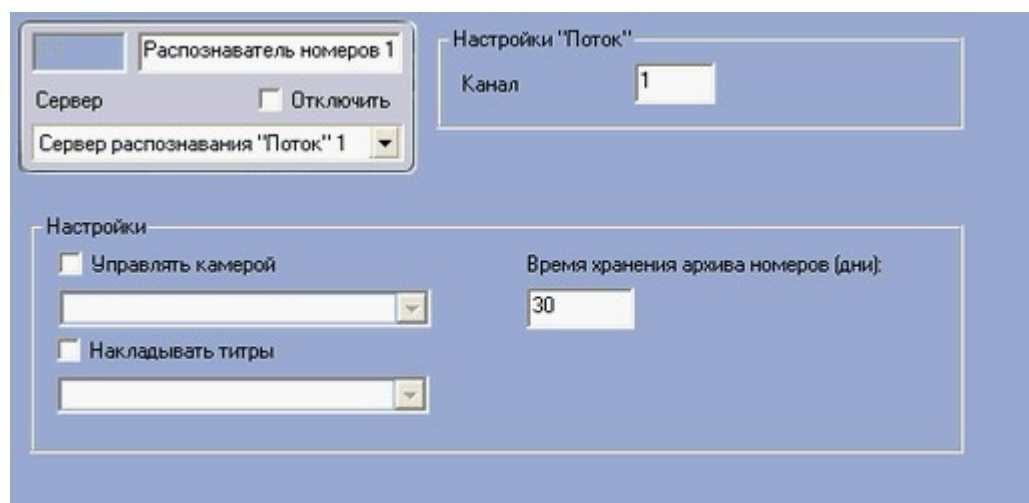 Распознаватель номеров 1
Сервер
Отключить
Сервер распознавания "Поток" 1
Настройки "Поток"
Канал
1
Настройки
Управлять камерой
Время хранения архива номеров (дни):
30
Накладывать титры